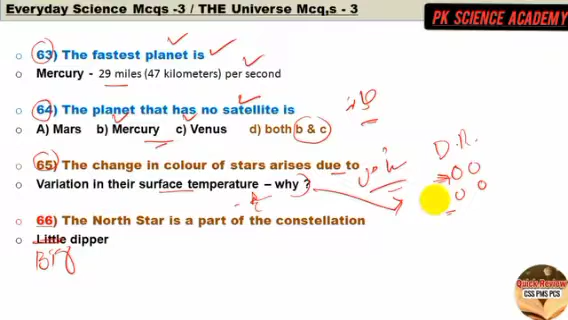 Everyday Science Mcqs -3 / THE Universe Mcq,s - 3
PK SCIENCE ACADEMY
63) The fastest planet is
Mercury - 29 miles (47 kilometers) per second
64) The planet that has no satellite is
A) Mars b) Mercury c) Venus d) both b & c
D.R.
65) The change in colour of stars arises due to
Variation in their surface temperature – why ?
66) The North Star is a part of the constellation
Little dipper
Big
Quick Review
CSS PMS PCS